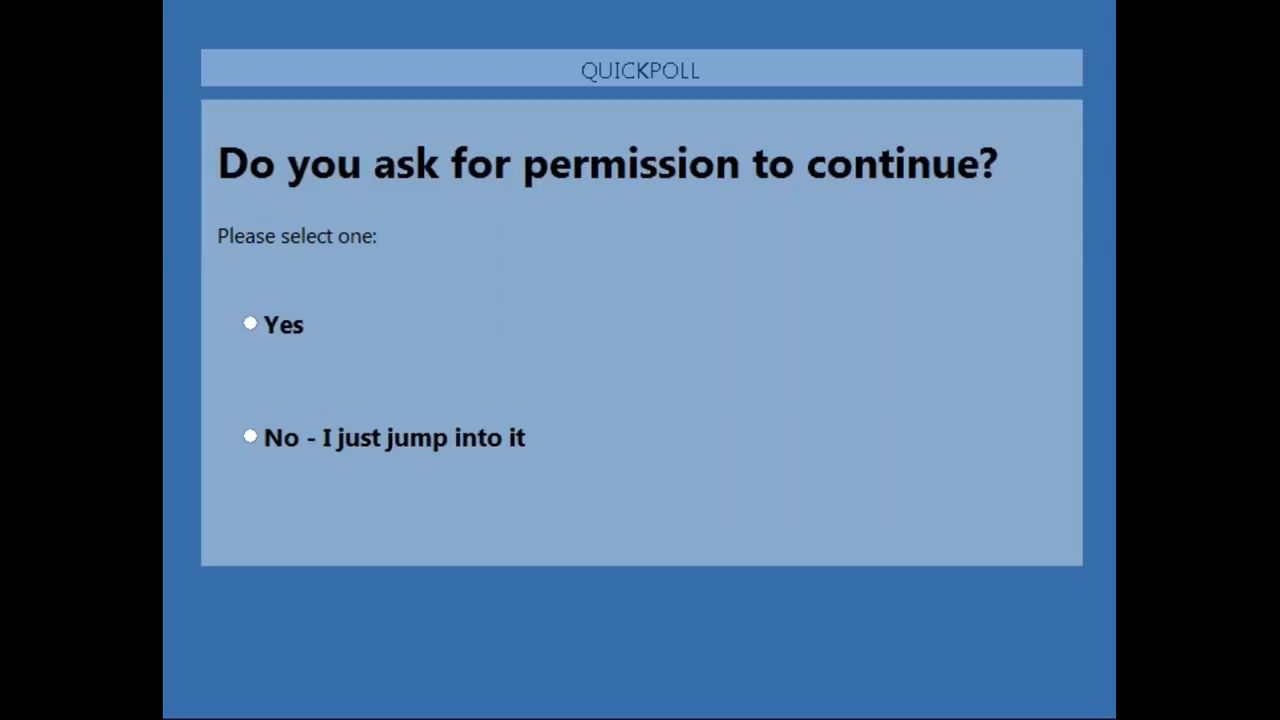 QUICKPOLL
Do you ask for permission to continue?
Please select one:
Yes
No - I just jump into it